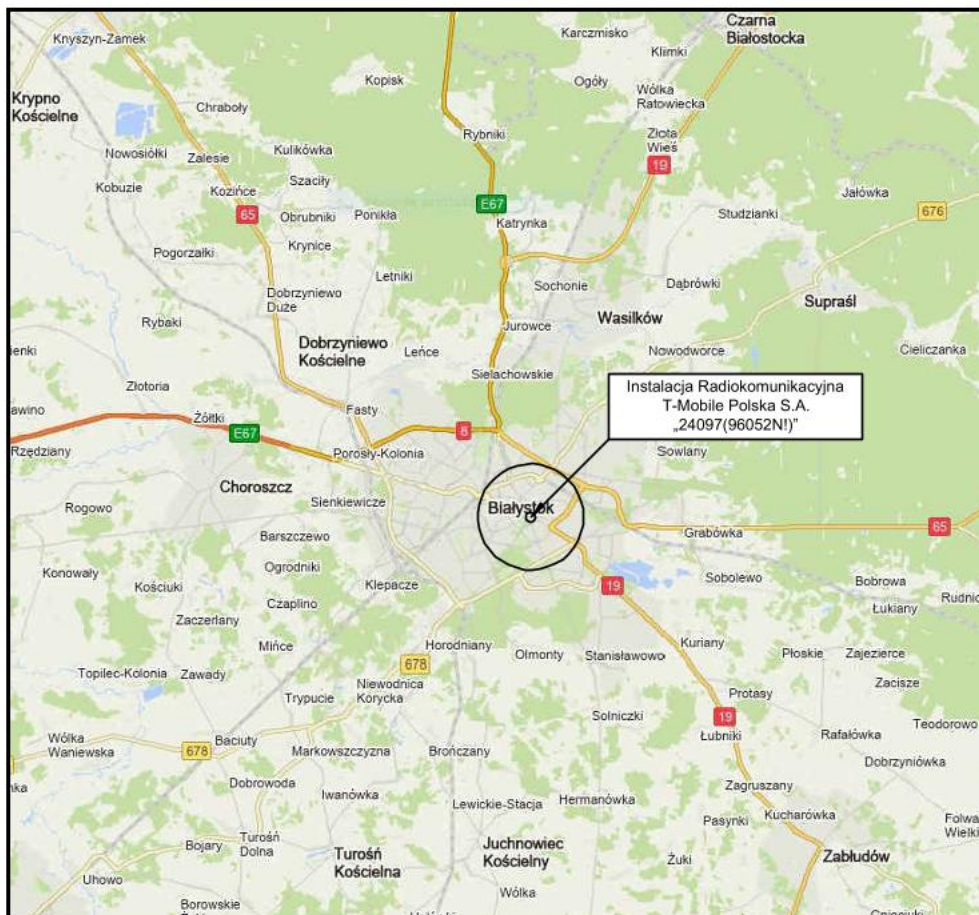 Czarna
Białostocka
Knyszyn-Zamek
Karczmisko
Klimki
Kopisk
Ogóły
Wólka
Ratowiecka
Krypno
Kościelne
Chraboły
Rybniki
Złota
Wieś
Nowosiółki
Zalesie
Kulikówka
19
Szaciły
Kobuzie
Kozińce
Jałówka
65
Obrubniki
Ponikła
E67
Katrynka
Studzianki
676
Pogorzałki
Krynice
Letniki
Sochonie
Dąbrówki
Dobrzyniewo
Duże
Supraśl
Rybaki
Jurowce
Wasilków
Dobrzyniewo
Kościelne
Leńce
Nowodworce
Cieliczanka
ienki
Sielachowskie
Złotoria
Instalacja Radiokomunikacyjna
T-Mobile Polska S.A.
„24097(96052N!)”
awino
Żółtki
Fasty
E67
8
Rzędziany
Porosły-Kolonia
Sowlany
Choroszcz
Sienkiewicze
Białystok
Rogowo
65
Barszczewo
Grabówka
Konowały
Ogrodniki
Kościuki
Klepacze
19
Sobolewo
Bobrowa
Rudnic
Czaplino
Łukiany
Zaczerlany
Mińce
Horodniany
Olmonty
Stanisławowo
Kuriany
Płoskie
Zajezierce
Topilec-Kolonia
Zawady
678
Zacisze
Trypucie
Niewodnica
Korycka
Protasy
Solniczki
19
Teodorowo
Wólka
Waniewska
678
Baciuty
Markowszczyzna
Brończany
Łubniki
Rafałówka
Dobrzyniówka
Dobrowoda
Iwanówka
Zagruszany
Lewickie-Stacja
Hermanówka
Pasynki
Kucharówka
Folwa
Wielki
Bojary
Turośń
Dolna
Turośń
Kościelna
Juchnowiec
Kościelny
Żuki
Zabłudów
Uhowo
Wólka
Borowskie